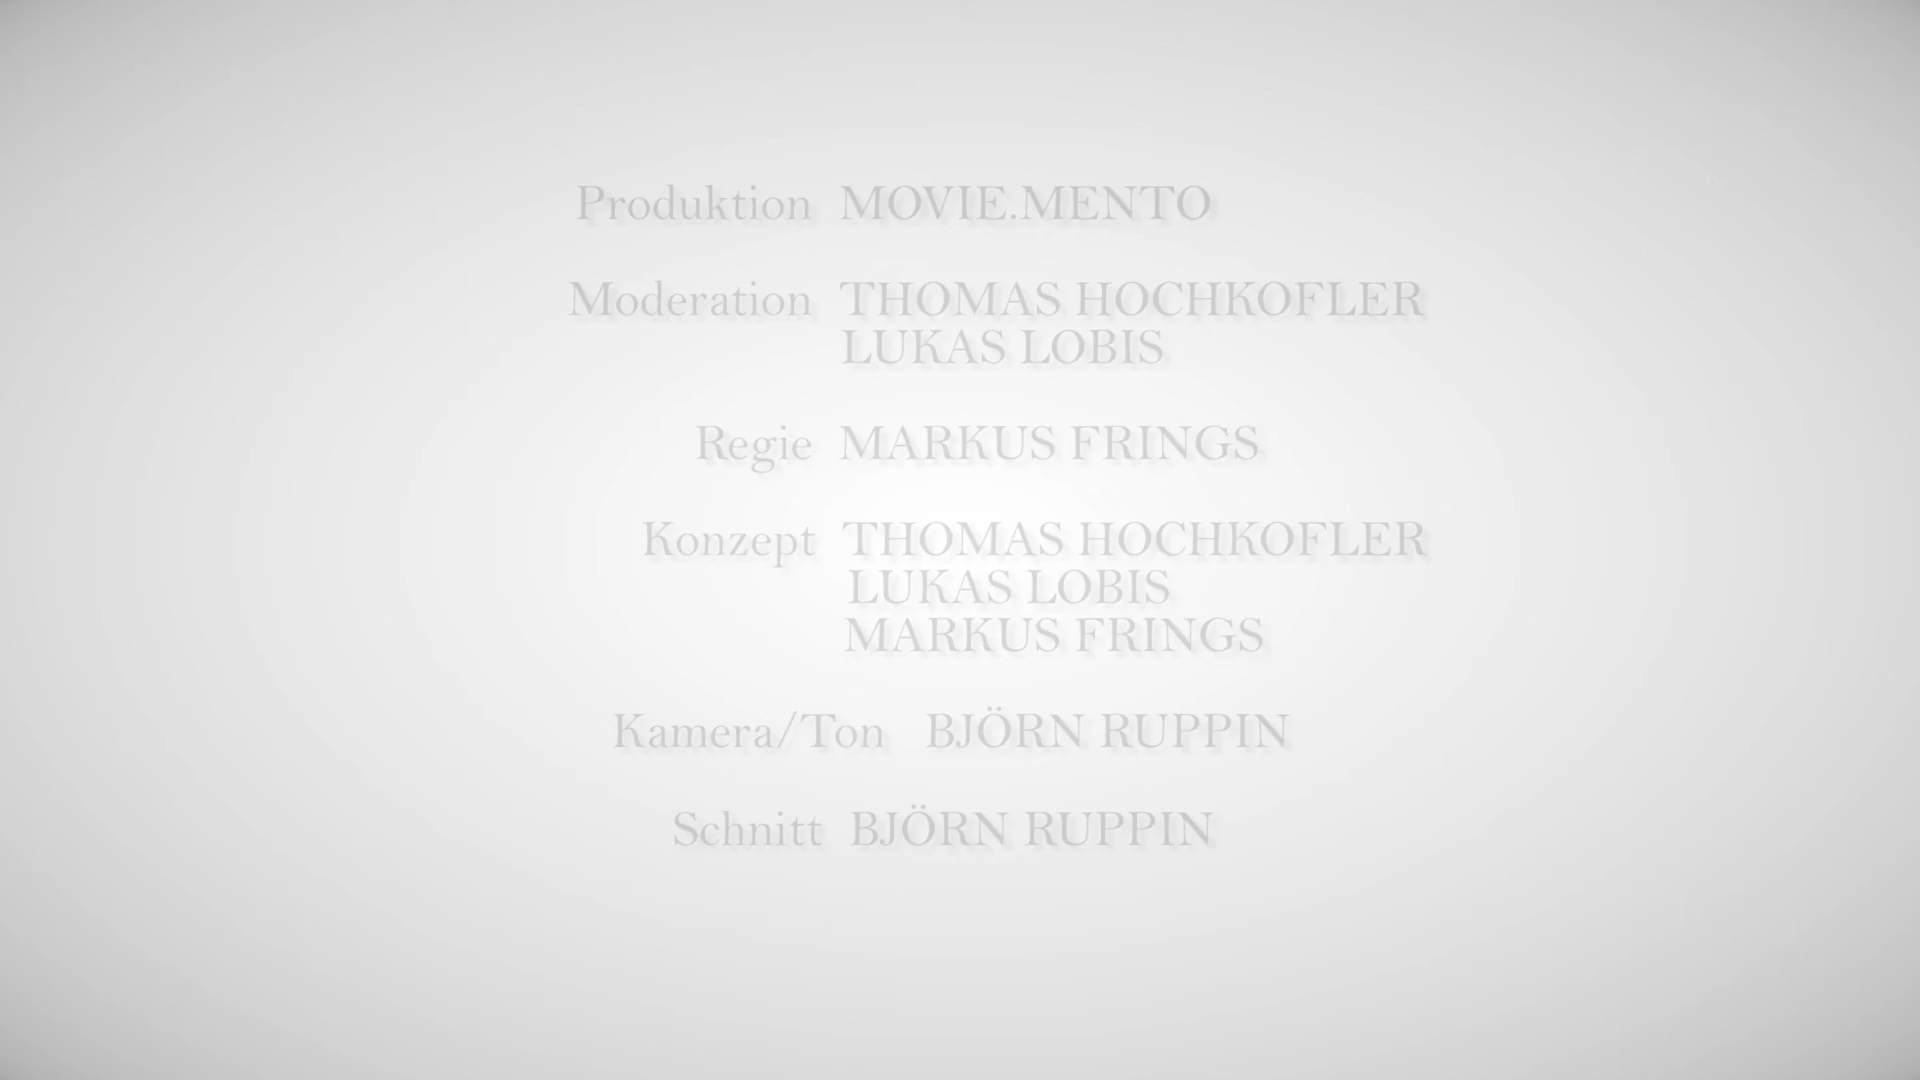 Produktion MOVIE.MENTO
Moderation THOMAS HOCHKOFLER
LUKAS LOBIS
Regie MARKUS FRINGS
Konzept THOMAS HOCHKOFLER
LUKAS LOBIS
MARKUS FRINGS
Kamera/Ton BJÖRN RUPPIN
Schnitt BJÖRN RUPPIN